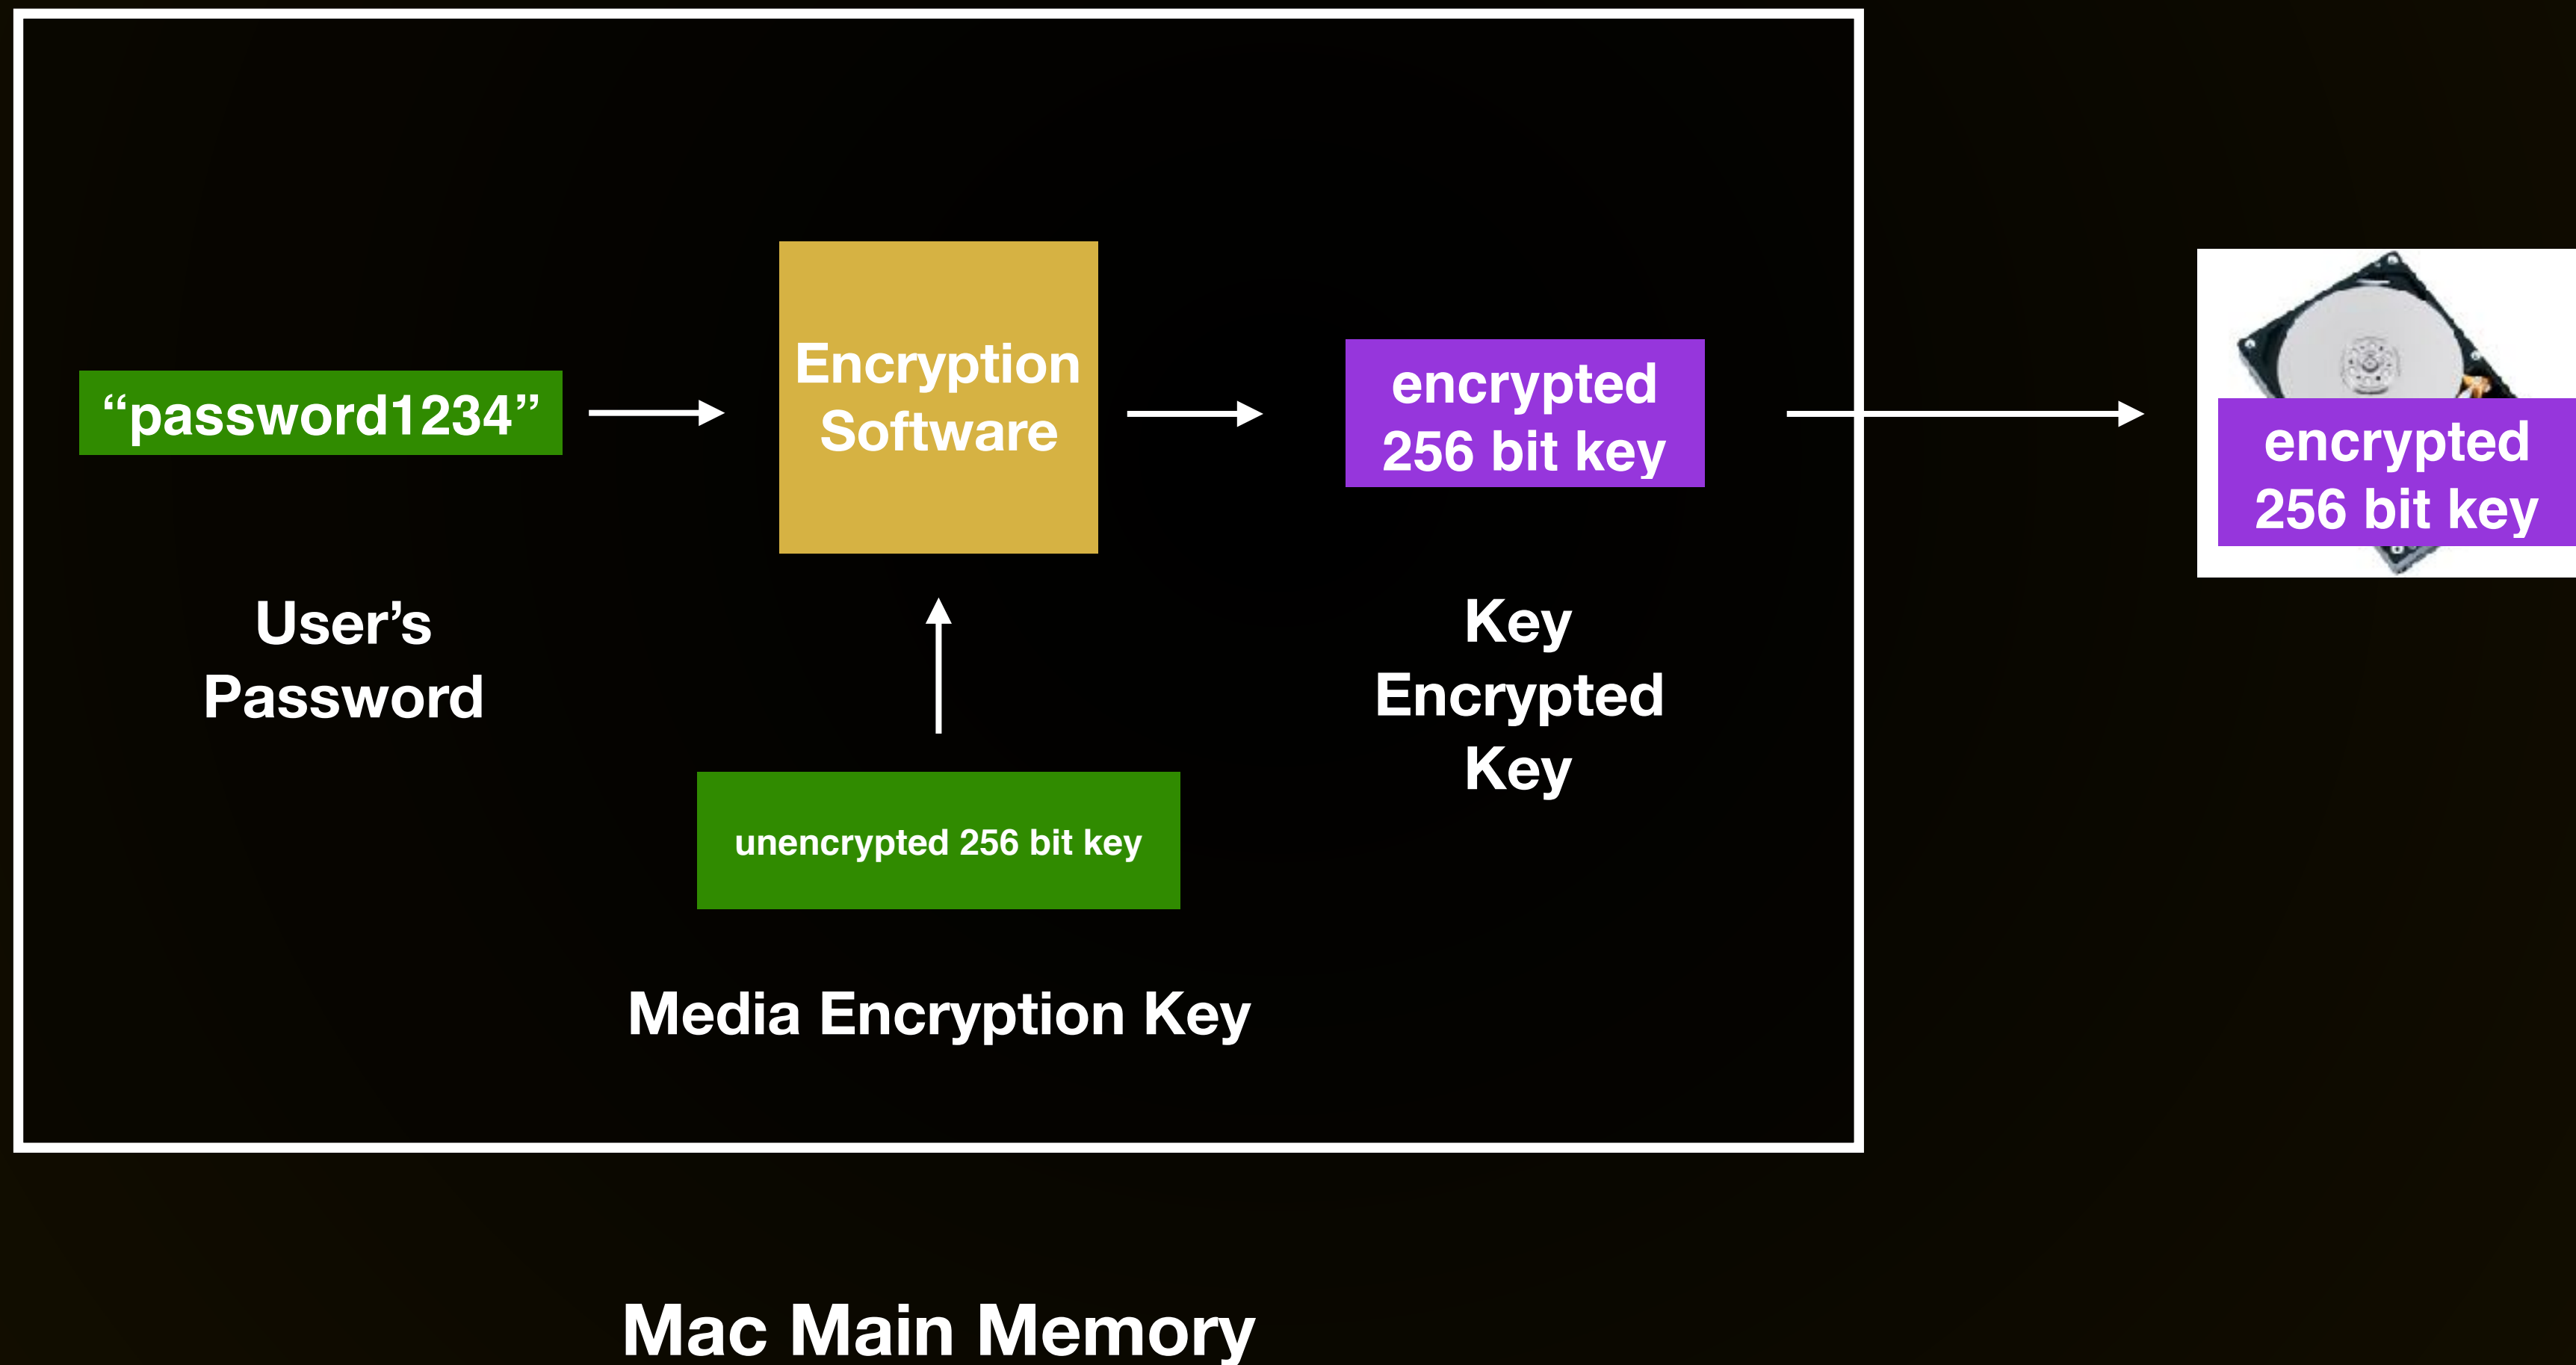 “password1234”
User’s
Password
Encryption
Software
unencrypted 256 bit key
Media Encryption Key
encrypted
256 bit key
Key
Encrypted
Key
encrypted
256 bit key
Mac Main Memory